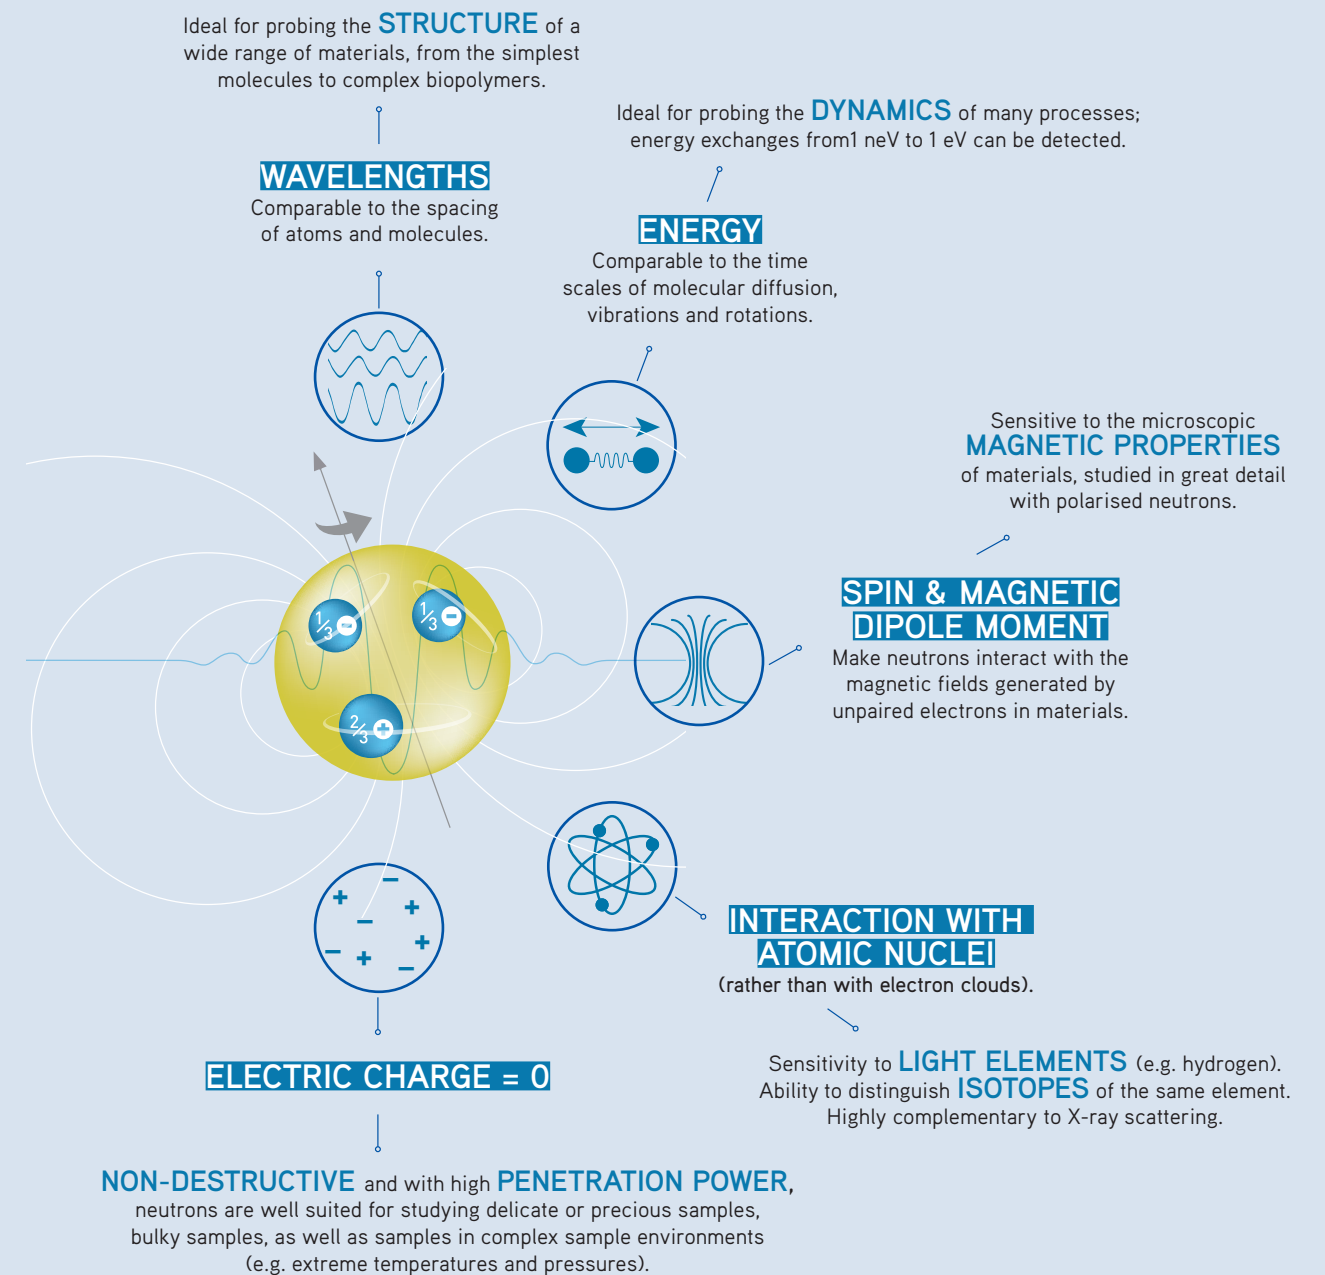 Ideal for probing the STRUCTURE of a
wide range of materials, from the simplest
molecules to complex biopolymers.
WAVELENGTHS
Comparable to the spacing
of atoms and molecules.
Ideal for probing the DYNAMICS of many processes;
energy exchanges from1 neV to 1 eV can be detected.
ENERGY
Comparable to the time
scales of molecular diffusion,
vibrations and rotations.
Sensitive to the microscopic
MAGNETIC PROPERTIES
of materials, studied in great detail
with polarised neutrons.
SPIN & MAGNETIC
DIPOLE MOMENT
Make neutrons interact with the
magnetic fields generated by
unpaired electrons in materials.
1/3 -
1/3 -
2/3 +
INTERACTION WITH
ATOMIC NUCLEI
(rather than with electron clouds).
Sensitivity to LIGHT ELEMENTS (e.g. hydrogen).
Ability to distinguish ISOTOPES of the same element.
Highly complementary to X-ray scattering.
ELECTRIC CHARGE = 0
NON-DESTRUCTIVE and with high PENETRATION POWER,
neutrons are well suited for studying delicate or precious samples,
bulky samples, as well as samples in complex sample environments
(e.g. extreme temperatures and pressures).